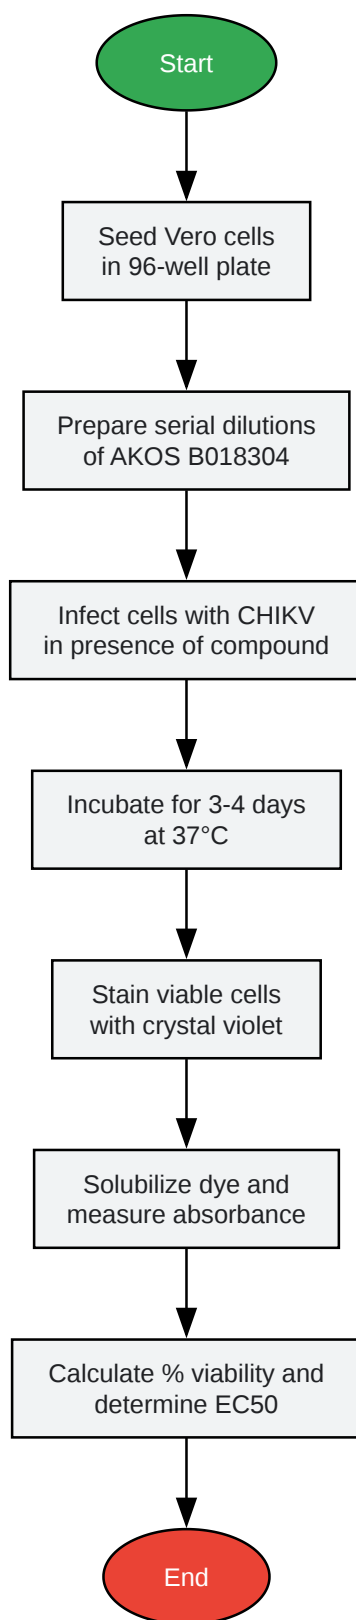 Start
Seed Vero cells
in 96-well plate
Prepare serial dilutions
of AKOS B018304
Infect cells with CHIKV
in presence of compound
Incubate for 3-4 days
at 37°C
Stain viable cells
with crystal violet
Solubilize dye and
measure absorbance
Calculate % viability and
determine EC50
End